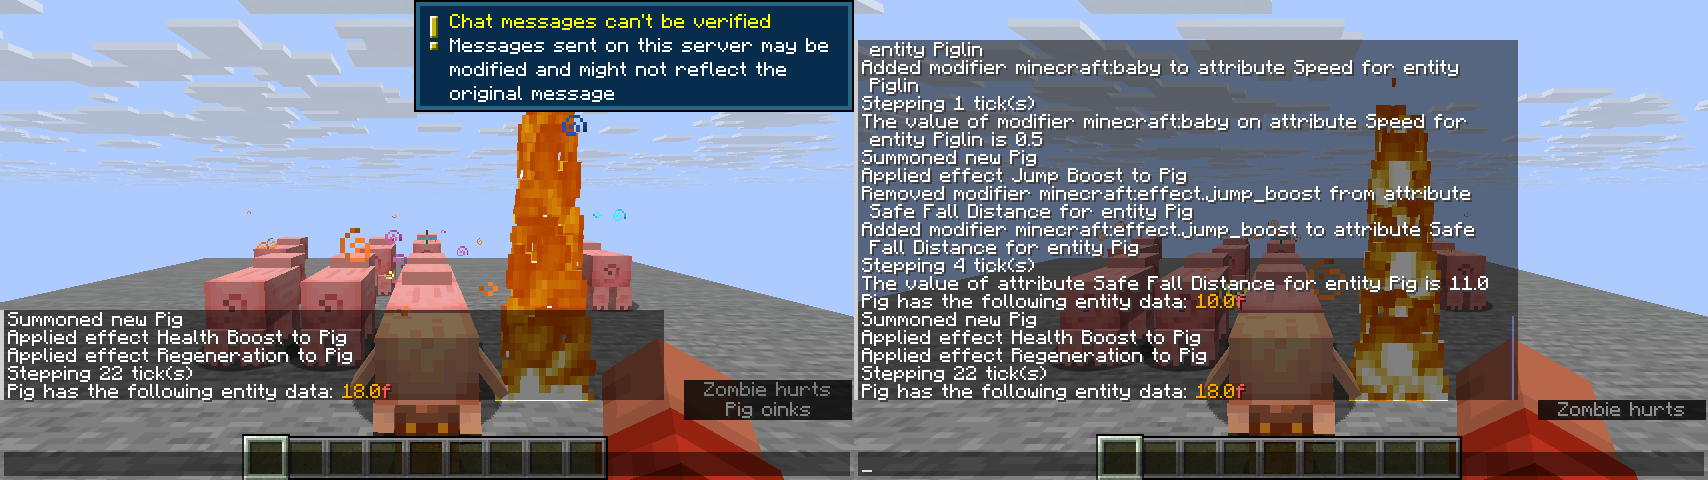 Chat messages can't be verified
Messages sent on this server may be
modified and might not reflect the
original message
Summoned new Pig
Applied effect Health Boost to Pig
Applied effect Regeneration to Pig
Stepping 22 tick(s)
Pig has the following entity data: 18.0f
Zombie hurts
Pig oinks
entity Piglin
Added modifier minecraft:baby to attribute Speed for entity
Piglin
Stepping 1 tick(s)
The value of modifier minecraft:baby on attribute Speed for
entity Piglin is 0.5
Summoned new Pig
Applied effect Jump Boost to Pig
Removed modifier minecraft:effect.jump_boost from attribute
Safe Fall Distance for entity Pig
Added modifier minecraft:effect.jump_boost to attribute Safe
Fall Distance for entity Pig
Stepping 4 tick(s)
The value of attribute Safe Fall Distance for entity Pig is 11.0
Pig has the following entity data: 10.0f
Summoned new Pig
Applied effect Health Boost to Pig
Applied effect Regeneration to Pig
Stepping 22 tick(s)
Pig has the following entity data: 18.0f
Zombie hurts
_